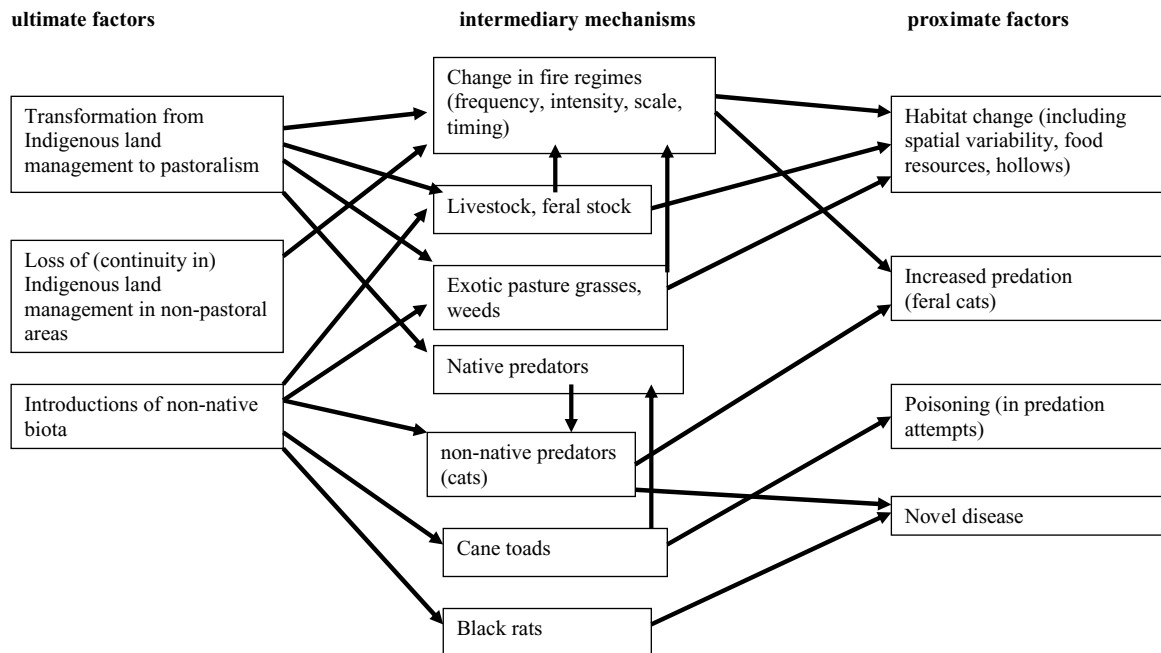 ultimate factors
intermediary mechanisms
proximate factors
Transformation from
Indigenous land
management to pastoralism
Loss of (continuity in)
Indigenous land
management in non-pastoral
areas
Introductions of non-native
biota
Change in fire regimes
(frequency, intensity, scale,
timing)
Livestock, feral stock
Exotic pasture grasses,
weeds
Native predators
non-native predators
(cats)
Cane toads
Black rats
Habitat change (including
spatial variability, food
resources, hollows)
Increased predation
(feral cats)
Poisoning (in predation
attempts)
Novel disease